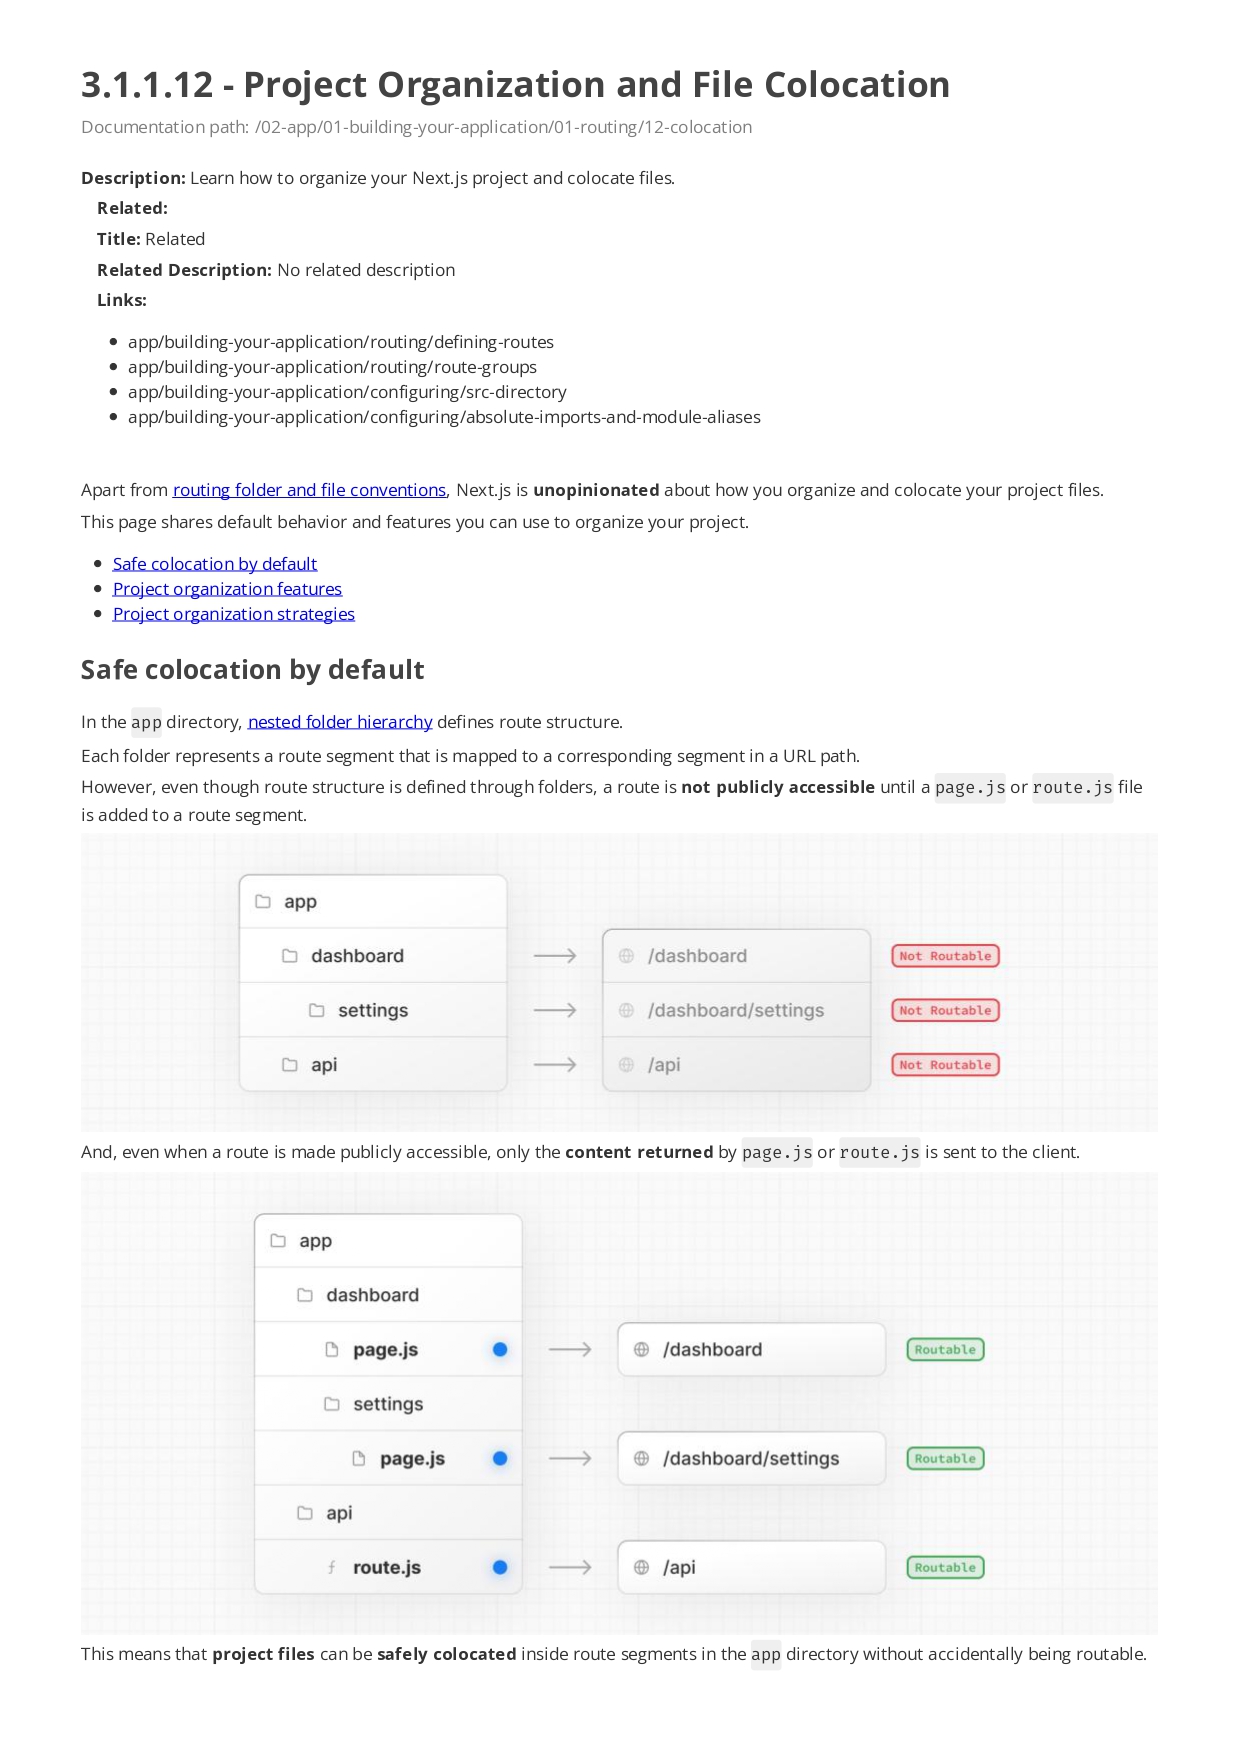 3.1.1.12 - Project Organization and File Colocation
Documentation path: /02-app/01-building-your-application/01-routing/12-colocation
Description: Learn how to organize your Next.js project and colocate files.
Related:
Title: Related
Related Description: No related description
Links:
app/building-your-application/routing/defining-routes
app/building-your-application/routing/route-groups
app/building-your-application/configuring/src-directory
app/building-your-application/configuring/absolute-imports-and-module-aliases
Apart from routing folder and file conventions, Next.js is unopinionated about how you organize and colocate your project files.
This page shares default behavior and features you can use to organize your project.
Safe colocation by default
Project organization features
Project organization strategies
Safe colocation by default
In the app directory, nested folder hierarchy defines route structure.
Each folder represents a route segment that is mapped to a corresponding segment in a URL path.
However, even though route structure is defined through folders, a route is not publicly accessible until a page.js or route.js file
is added to a route segment.
app
dashboard /dashboard Not Routable
settings /dashboard/settings Not Routable
api /api Not Routable
And, even when a route is made publicly accessible, only the content returned by page.js or route.js is sent to the client.
app
dashboard
page.js /dashboard Routable
settings
page.js /dashboard/settings Routable
api
route.js /api Routable
This means that project files can be safely colocated inside route segments in the app directory without accidentally being routable.